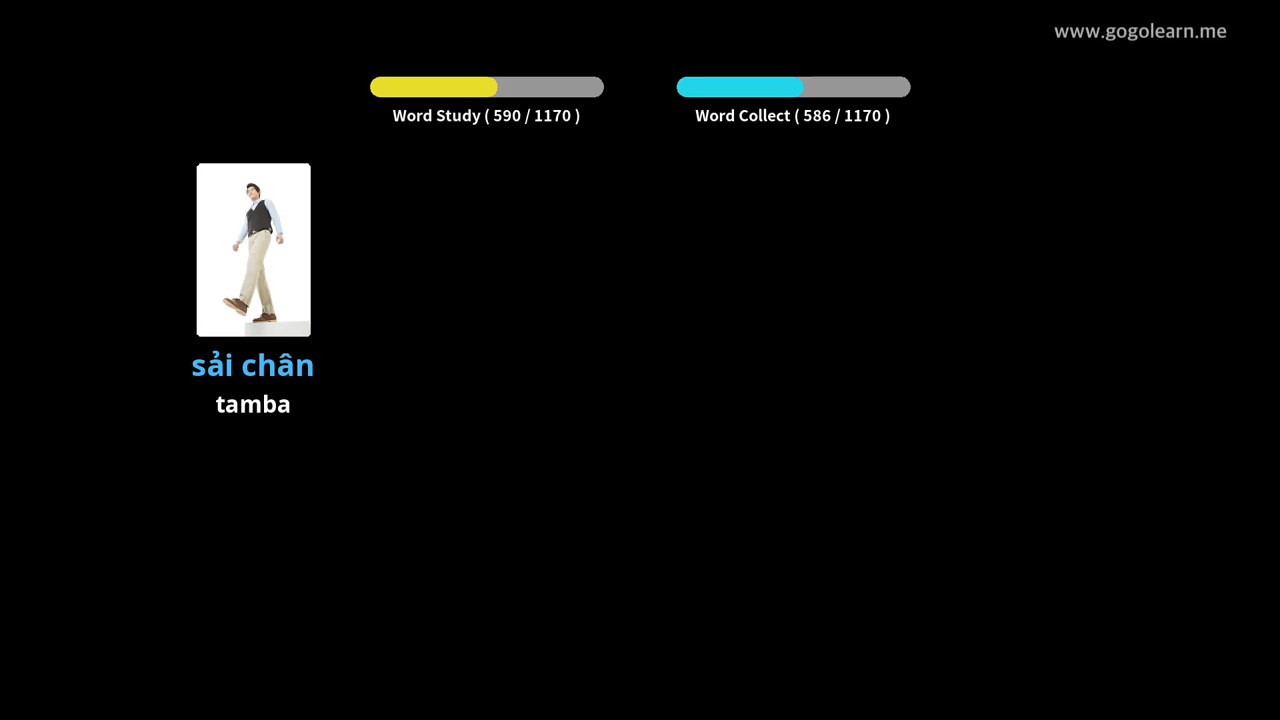 www.gogolearn.me
Word Study ( 590 / 1170 )
Word Collect ( 586 / 1170 )
sải chân
tamba